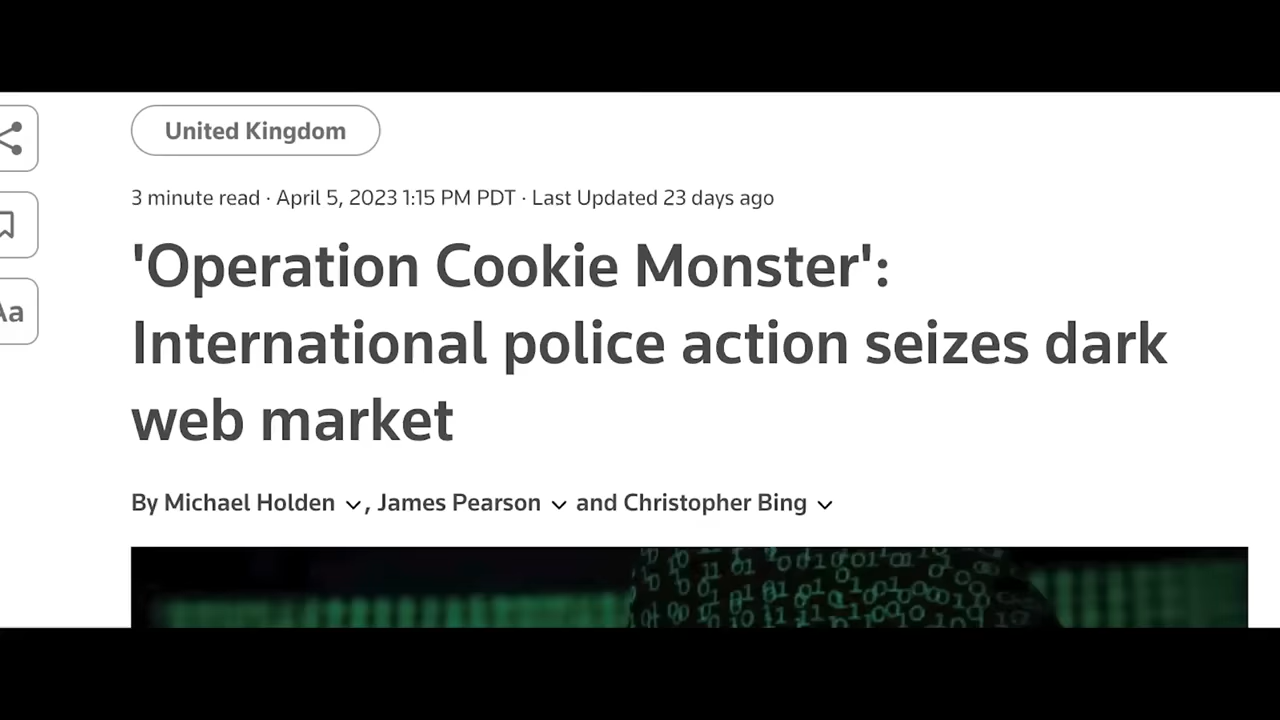 United Kingdom
3 minute read · April 5, 2023 1:15 PM PDT · Last Updated 23 days ago
Aa
'Operation Cookie Monster':
International police action seizes dark
web market
By Michael Holden , James Pearson and Christopher Bing